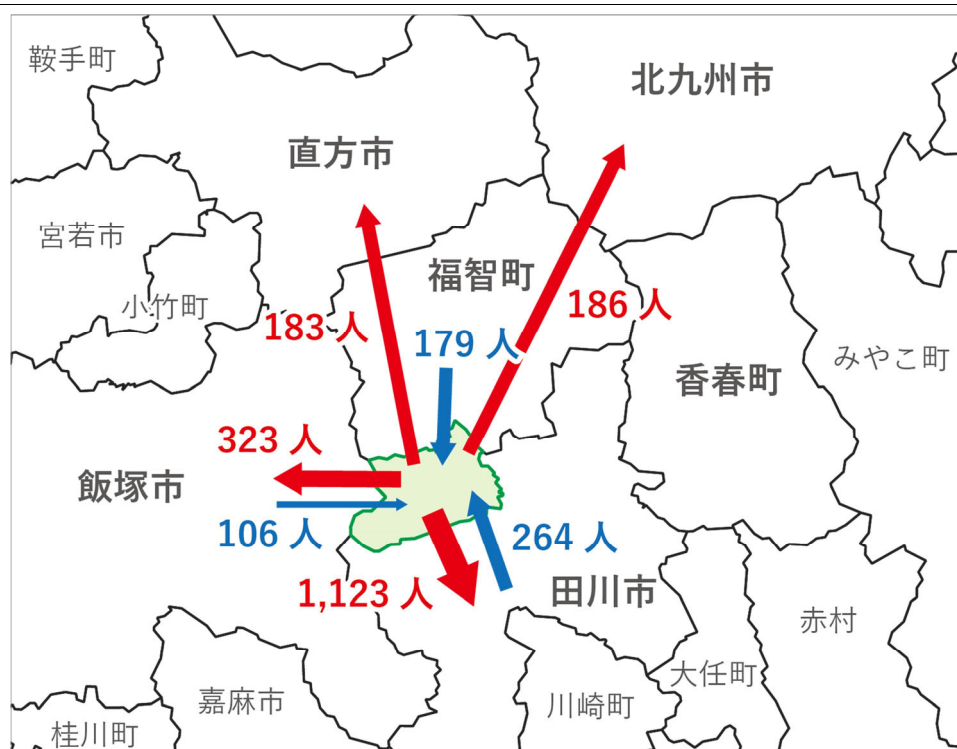 鞍手町
北九州市
直方市
宮若市
福智町
小竹町
186 人
183 人
179 人
みやこ町
香春町
323 人
飯塚市
106 人
264 人
1,123 人
田川市
赤村
大任町
嘉麻市
川崎町
桂川町